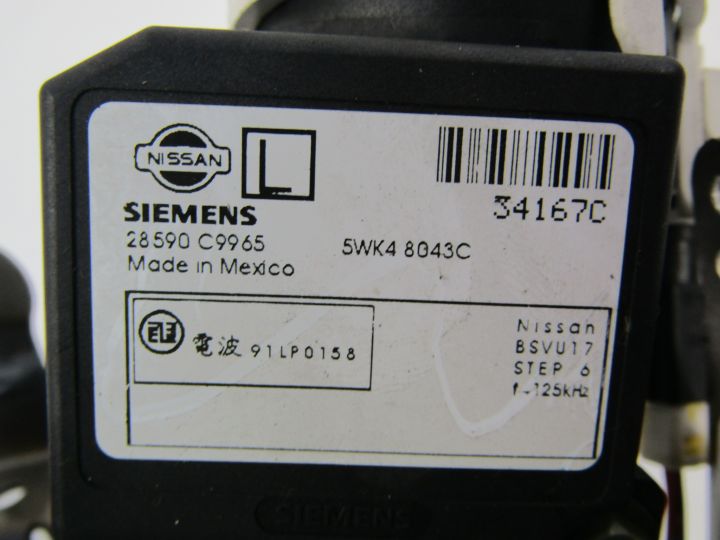 NISSAN
L
34167C
SIEMENS
28590 C9965
5WK4 8043C
Made in Mexico
電波 91LP0158
Nissan
BSVU17
STEP 6
f=125kHz
SIEMENS